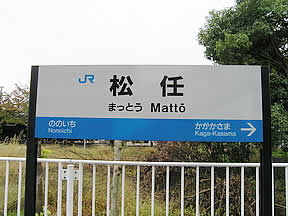 JR 松任
まっとう Mattō
ののいち かがかさま
Nonoichi Kaga-Kasama